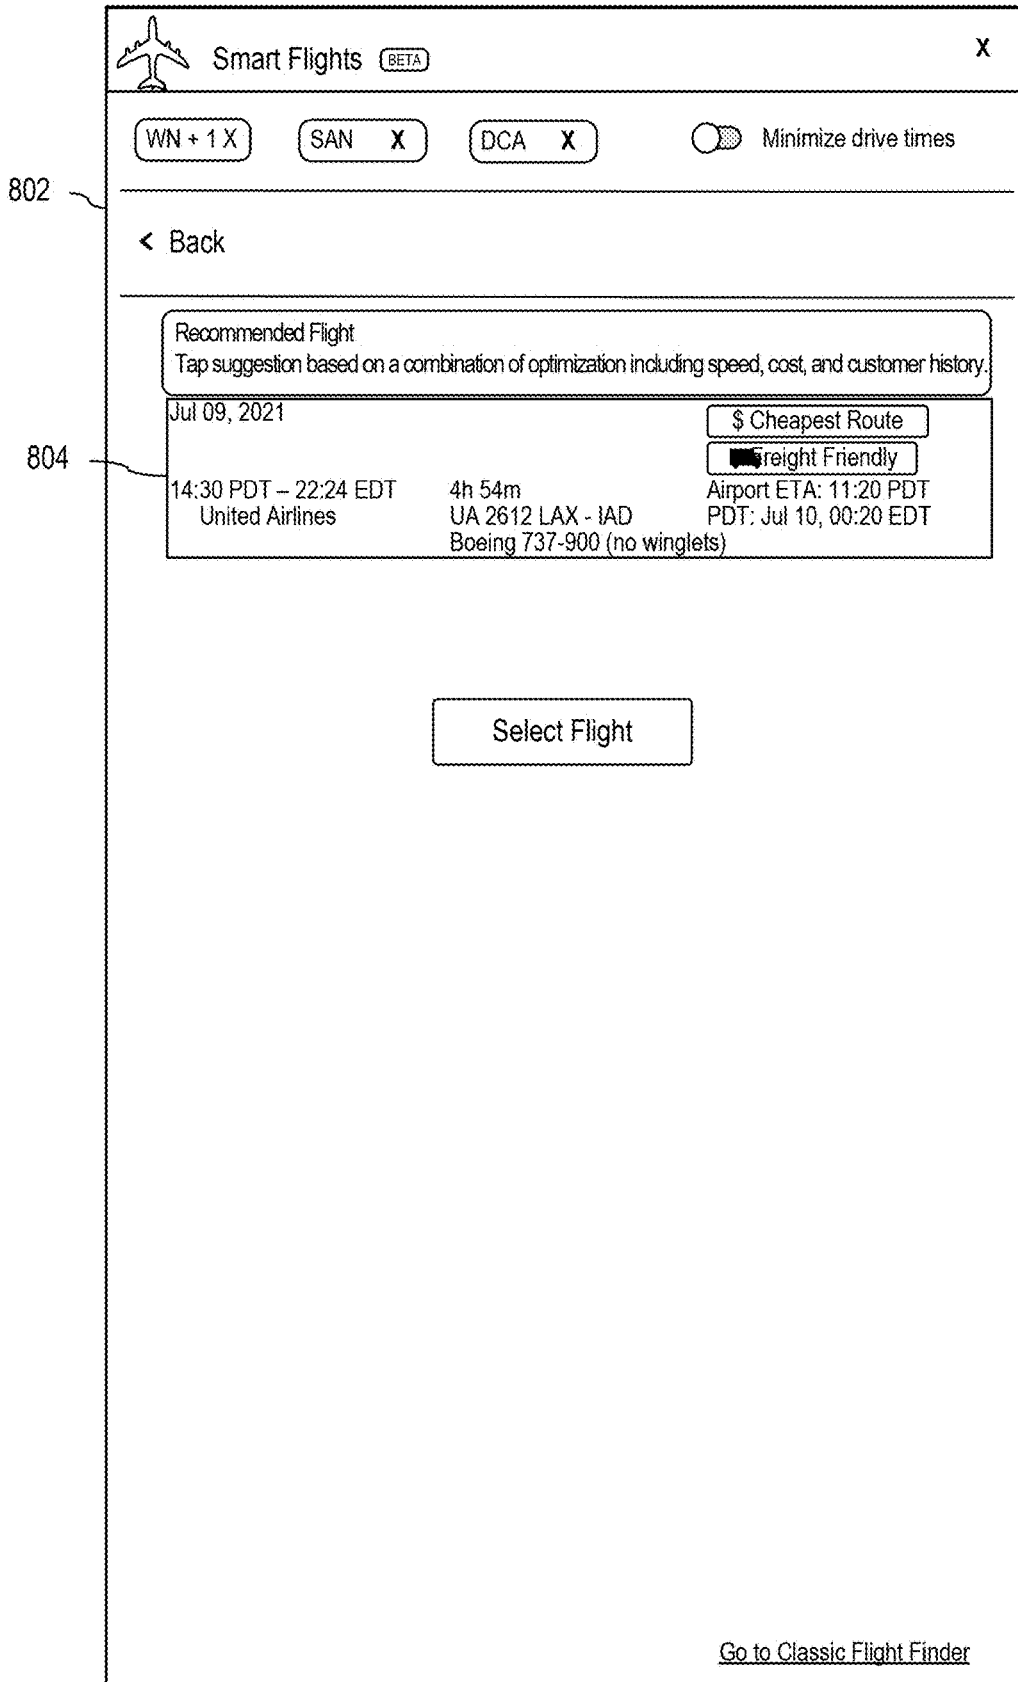 Smart Flights BETA X
WN + 1 X SAN X DCA X Minimize drive times
802
< Back
Recommended Flight
Tap suggestion based on a combination of optimization including speed, cost, and customer history.
Jul 09, 2021 $ Cheapest Route
804 Freight Friendly
14:30 PDT – 22:24 EDT 4h 54m Airport ETA: 11:20 PDT
United Airlines UA 2612 LAX - IAD PDT: Jul 10, 00:20 EDT
Boeing 737-900 (no winglets)
Select Flight
Go to Classic Flight Finder